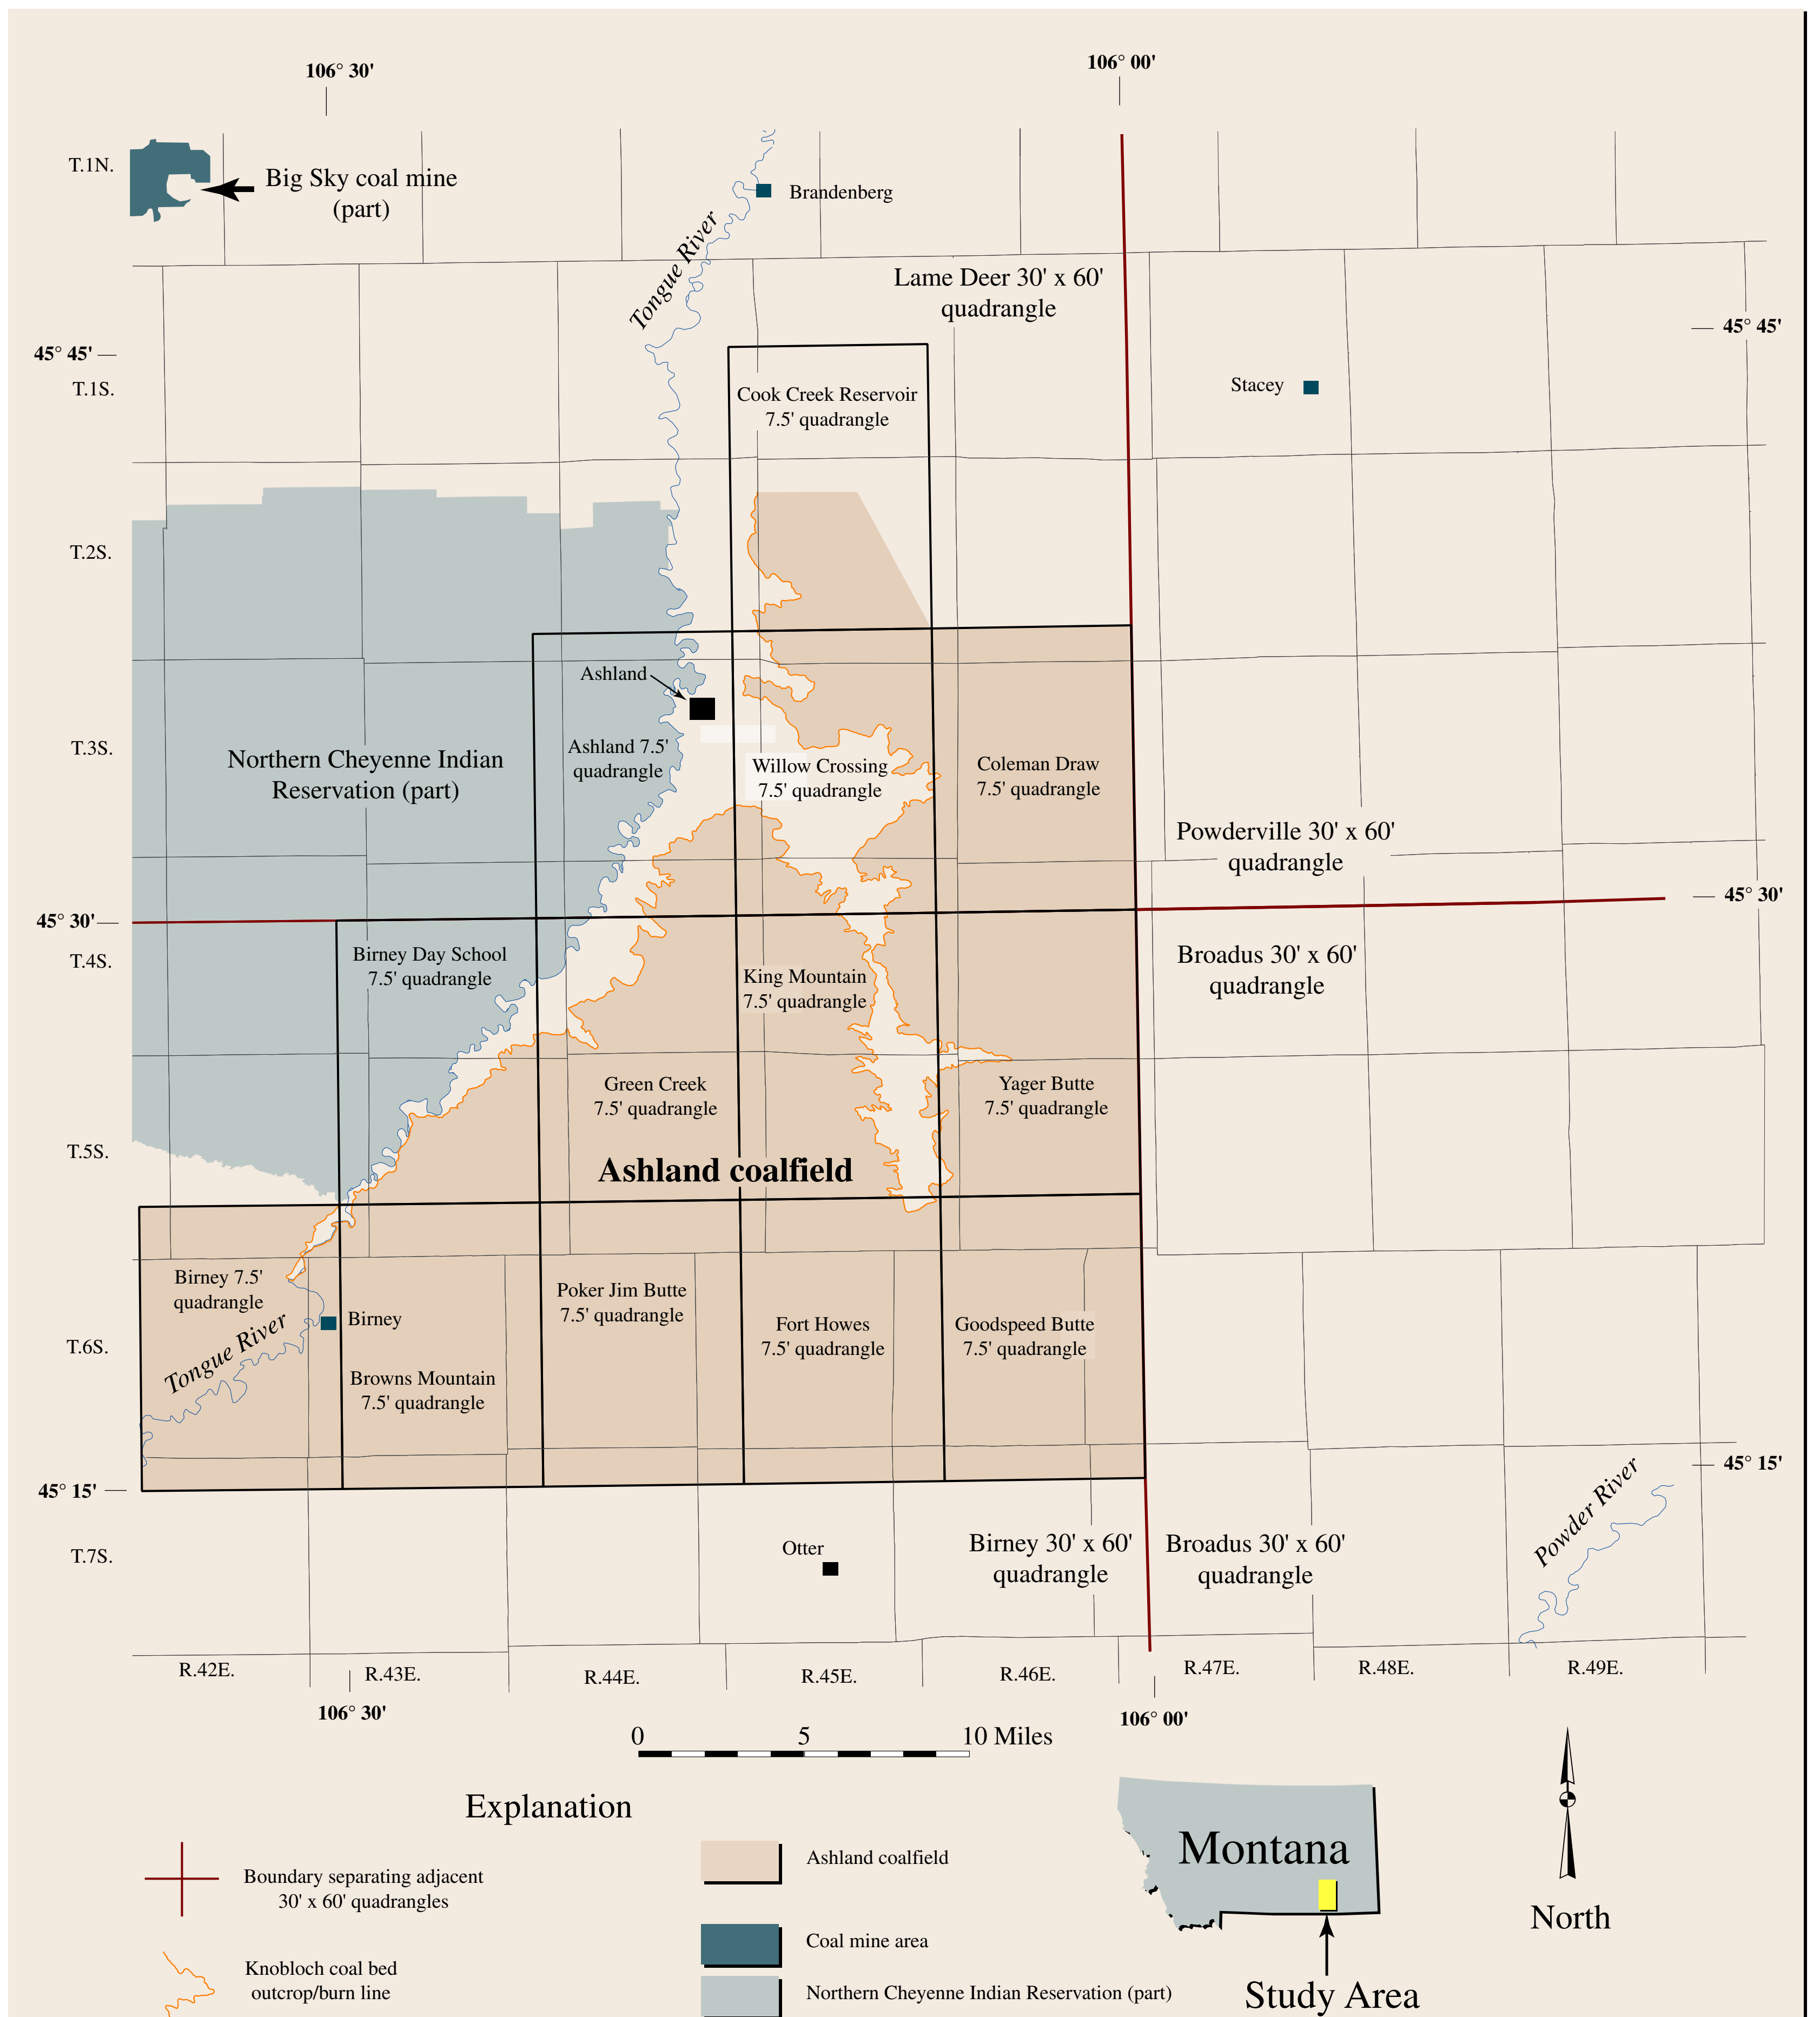 106° 30'
106° 00'
T.1N.
Big Sky coal mine
(part)
Brandenberg
Tongue River
Lame Deer 30' x 60'
quadrangle
45° 45'
45° 45'
T.1S.
Cook Creek Reservoir
7.5' quadrangle
Stacey
T.2S.
Ashland
T.3S.
Northern Cheyenne Indian
Reservation (part)
Ashland 7.5'
quadrangle
Willow Crossing
7.5' quadrangle
Coleman Draw
7.5' quadrangle
Powderville 30' x 60'
quadrangle
45° 30'
45° 30'
T.4S.
Birney Day School
7.5' quadrangle
King Mountain
7.5' quadrangle
Broadus 30' x 60'
quadrangle
Green Creek
7.5' quadrangle
Yager Butte
7.5' quadrangle
T.5S.
Ashland coalfield
Birney 7.5'
quadrangle
Poker Jim Butte
7.5' quadrangle
Birney
T.6S.
Tongue River
Fort Howes
7.5' quadrangle
Goodspeed Butte
7.5' quadrangle
Browns Mountain
7.5' quadrangle
45° 15'
45° 15'
Powder River
T.7S.
Otter
Birney 30' x 60'
quadrangle
Broadus 30' x 60'
quadrangle
R.42E.
R.43E.
R.44E.
R.45E.
R.46E.
R.47E.
R.48E.
R.49E.
106° 30'
106° 00'
0 5 10 Miles
Explanation
Boundary separating adjacent
30' x 60' quadrangles
Knobloch coal bed
outcrop/burn line
Ashland coalfield
Coal mine area
Northern Cheyenne Indian Reservation (part)
Montana
Study Area
North